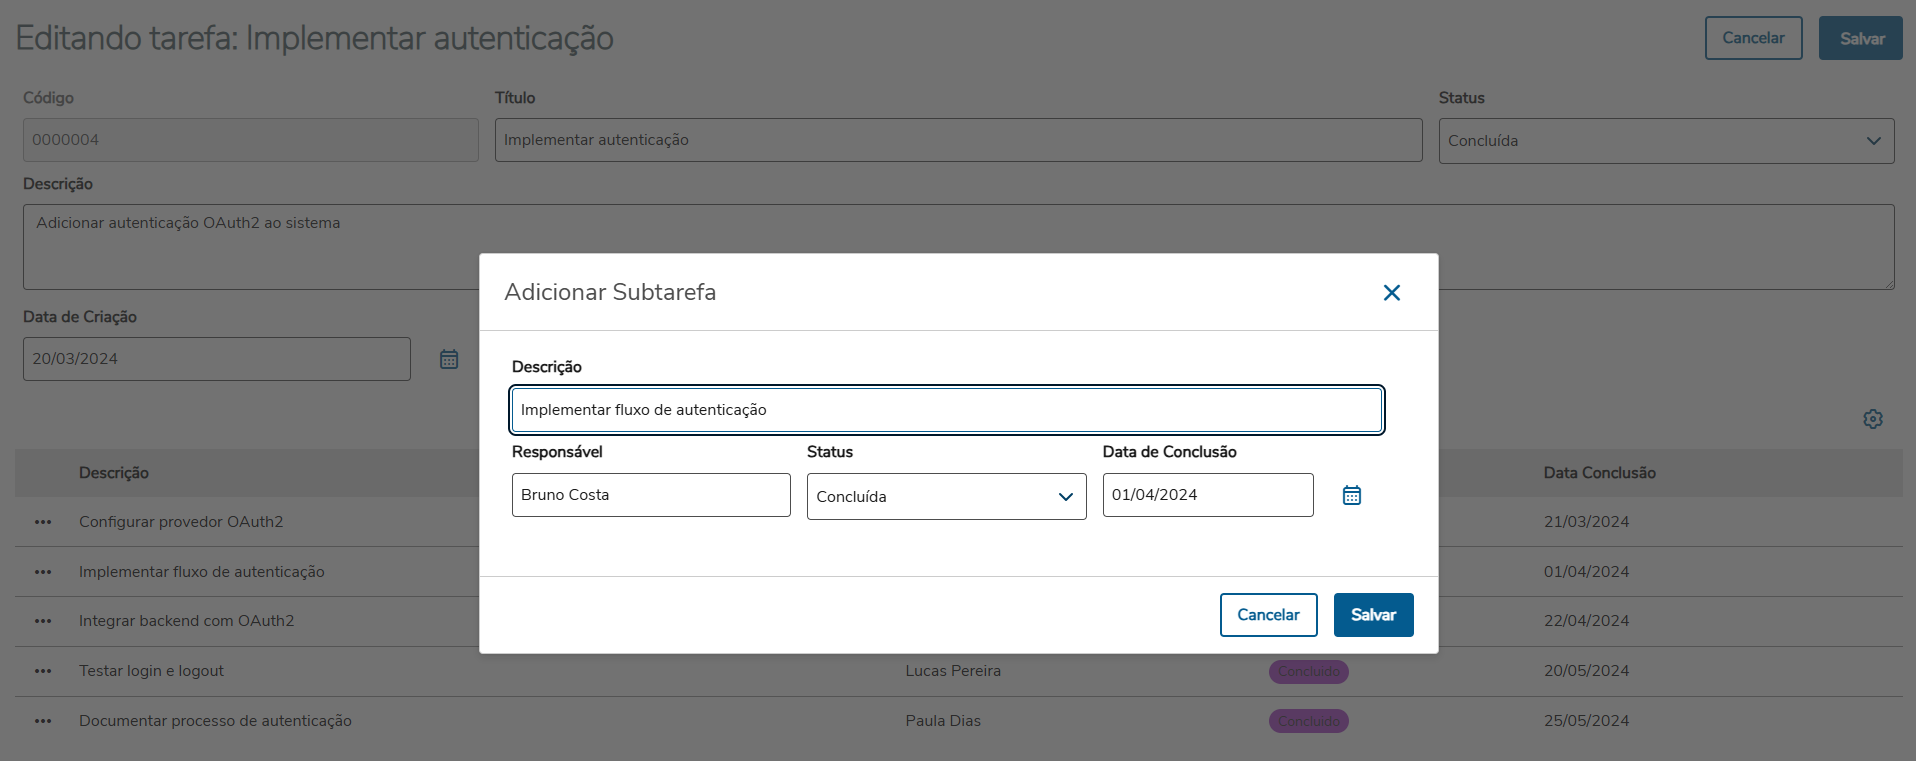 Editando tarefa: Implementar autenticação
Cancelar
Salvar
Código
Título
Status
0000004
Implementar autenticação
Concluída
Descrição
Adicionar autenticação OAuth2 ao sistema
Data de Criação
20/03/2024
Adicionar Subtarefa
Descrição
Implementar fluxo de autenticação
Responsável
Status
Data de Conclusão
Bruno Costa
Concluída
01/04/2024
Cancelar
Salvar
Descrição
Data Conclusão
Configurar provedor OAuth2
21/03/2024
Implementar fluxo de autenticação
01/04/2024
Integrar backend com OAuth2
22/04/2024
Testar login e logout
Lucas Pereira
Concluído
20/05/2024
Documentar processo de autenticação
Paula Dias
Concluído
25/05/2024